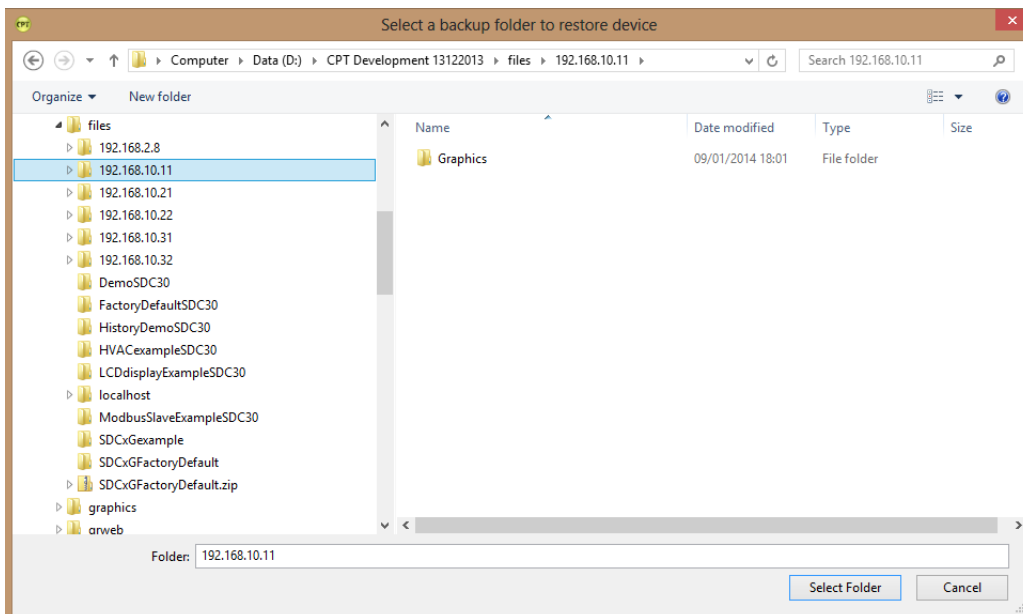 CPT Select a backup folder to restore device
Computer Data (D:) CPT Development 13122013 files 192.168.10.11 Search 192.168.10.11
Organize New folder
files Name Date modified Type Size
192.168.2.8
192.168.10.11 Graphics 09/01/2014 18:01 File folder
192.168.10.21
192.168.10.22
192.168.10.31
192.168.10.32
DemoSDC30
FactoryDefaultSDC30
HistoryDemoSDC30
HVACexampleSDC30
LCDdisplayExampleSDC30
localhost
ModbusSlaveExampleSDC30
SDCxGexample
SDCxGFactoryDefault
SDCxGFactoryDefault.zip
graphics
qrweb
Folder: 192.168.10.11
Select Folder Cancel